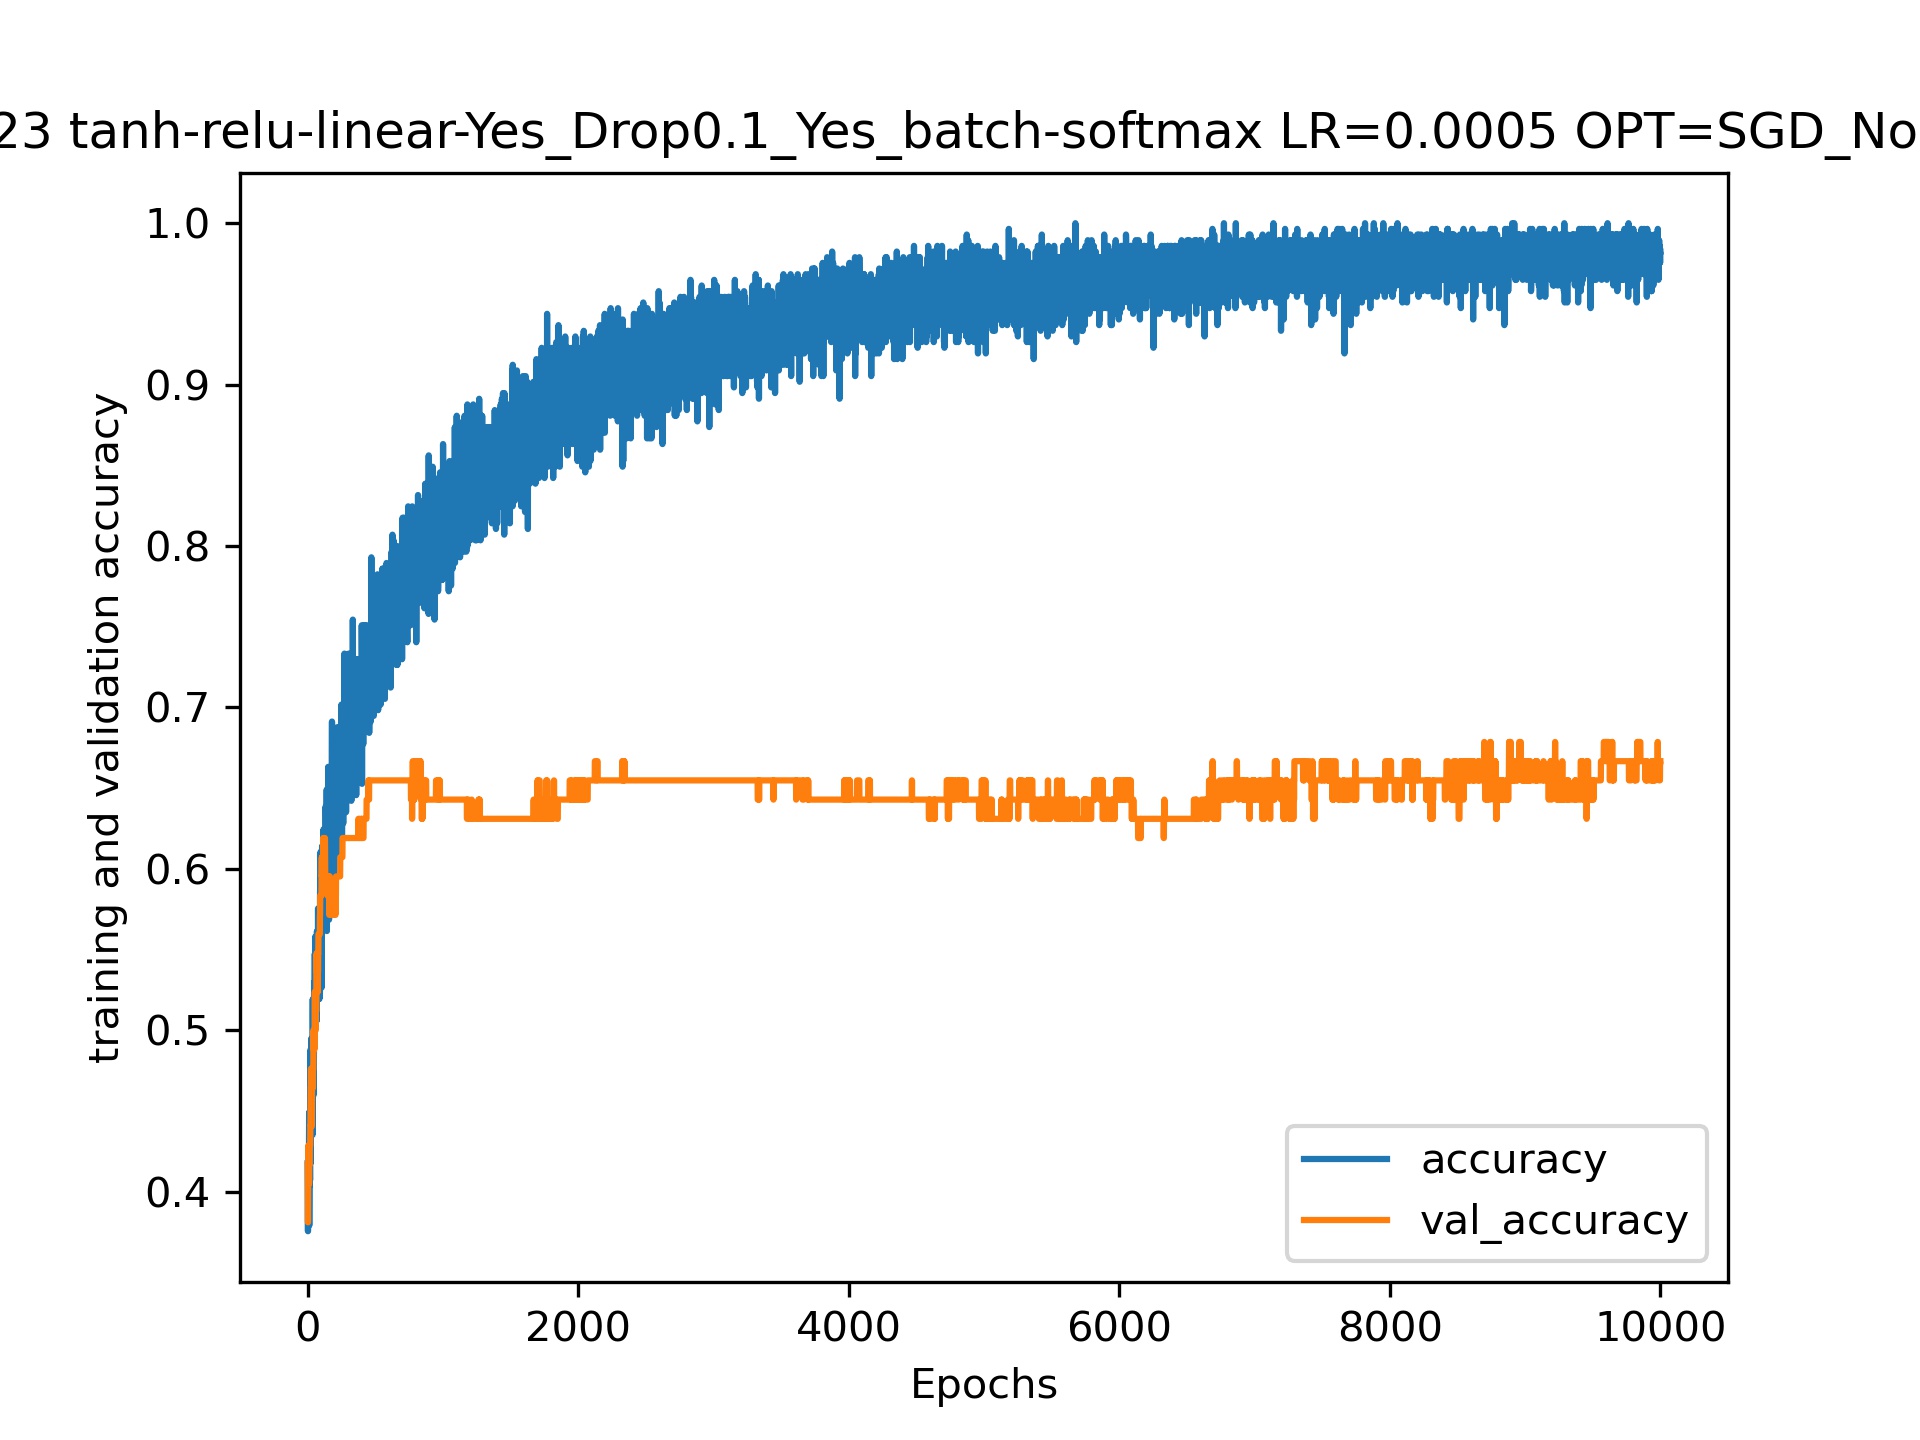 23 tanh-relu-linear-Yes_Drop0.1_Yes_batch-softmax LR=0.0005 OPT=SGD_No
training and validation accuracy
1.0
0.9
0.8
0.7
0.6
0.5
0.4
accuracy
val_accuracy
0 2000 4000 6000 8000 10000
Epochs